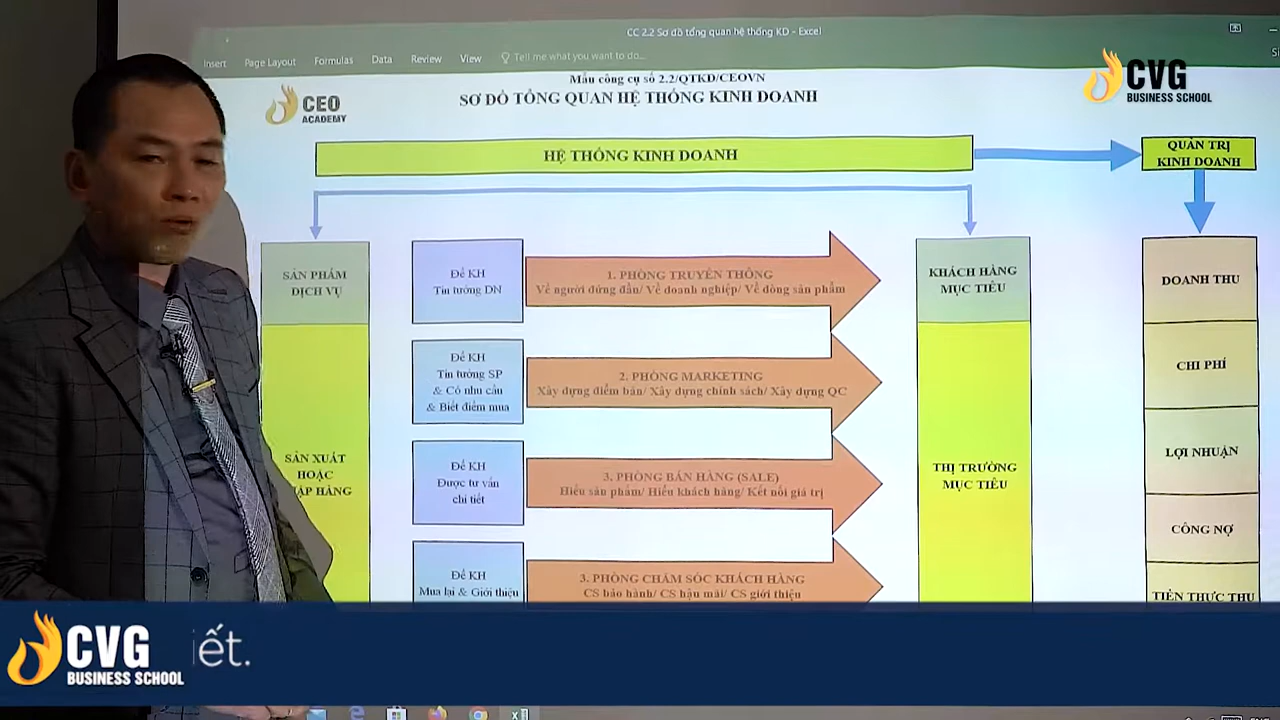 CC 2.2 Sơ đồ tổng quan hệ thống KD - Excel
Insert Page Layout Formulas Data Review View Tell me what you want to do...
Mẫu công cụ số 2.2/QTKD/CEOVN
SƠ ĐỒ TỔNG QUAN HỆ THỐNG KINH DOANH
CEO
ACADEMY
CVG
BUSINESS SCHOOL
HỆ THỐNG KINH DOANH
QUẢN TRỊ
KINH DOANH
SẢN PHẨM
DỊCH VỤ
Để KH
Tin tưởng DN
1. PHÒNG TRUYỀN THÔNG
Về người đứng đầu/ Về doanh nghiệp/ Về dòng sản phẩm
KHÁCH HÀNG
MỤC TIÊU
DOANH THU
Để KH
Tin tưởng SP
& Có nhu cầu
& Biết điểm mua
2. PHÒNG MARKETING
Xây dựng điểm bán/ Xây dựng chính sách/ Xây dựng QC
CHI PHÍ
SẢN XUẤT
HOẶC
ẬP HÀNG
Để KH
Được tư vấn
chi tiết
3. PHÒNG BÁN HÀNG (SALE)
Hiểu sản phẩm/ Hiểu khách hàng/ Kết nối giá trị
THỊ TRƯỜNG
MỤC TIÊU
LỢI NHUẬN
CÔNG NỢ
Để KH
Mua lại & Giới thiệu
3. PHÒNG CHĂM SÓC KHÁCH HÀNG
CS bảo hành/ CS hậu mãi/ CS giới thiệu
TIỀN THỰC THU
CVG
BUSINESS SCHOOL
iết.